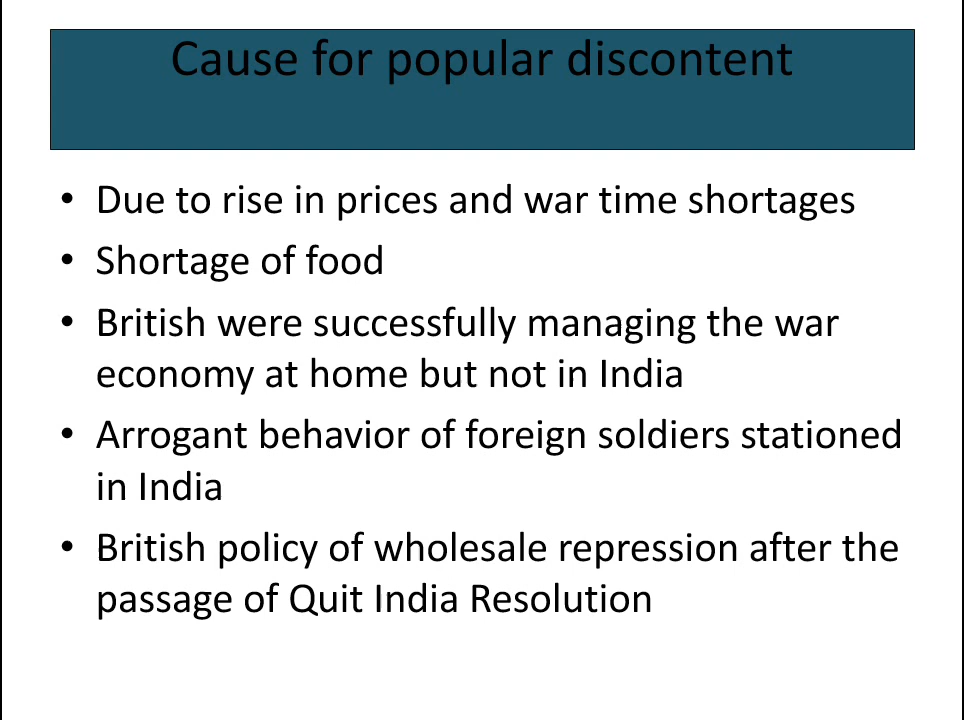 Cause for popular discontent
• Due to rise in prices and war time shortages
• Shortage of food
• British were successfully managing the war
economy at home but not in India
• Arrogant behavior of foreign soldiers stationed
in India
• British policy of wholesale repression after the
passage of Quit India Resolution